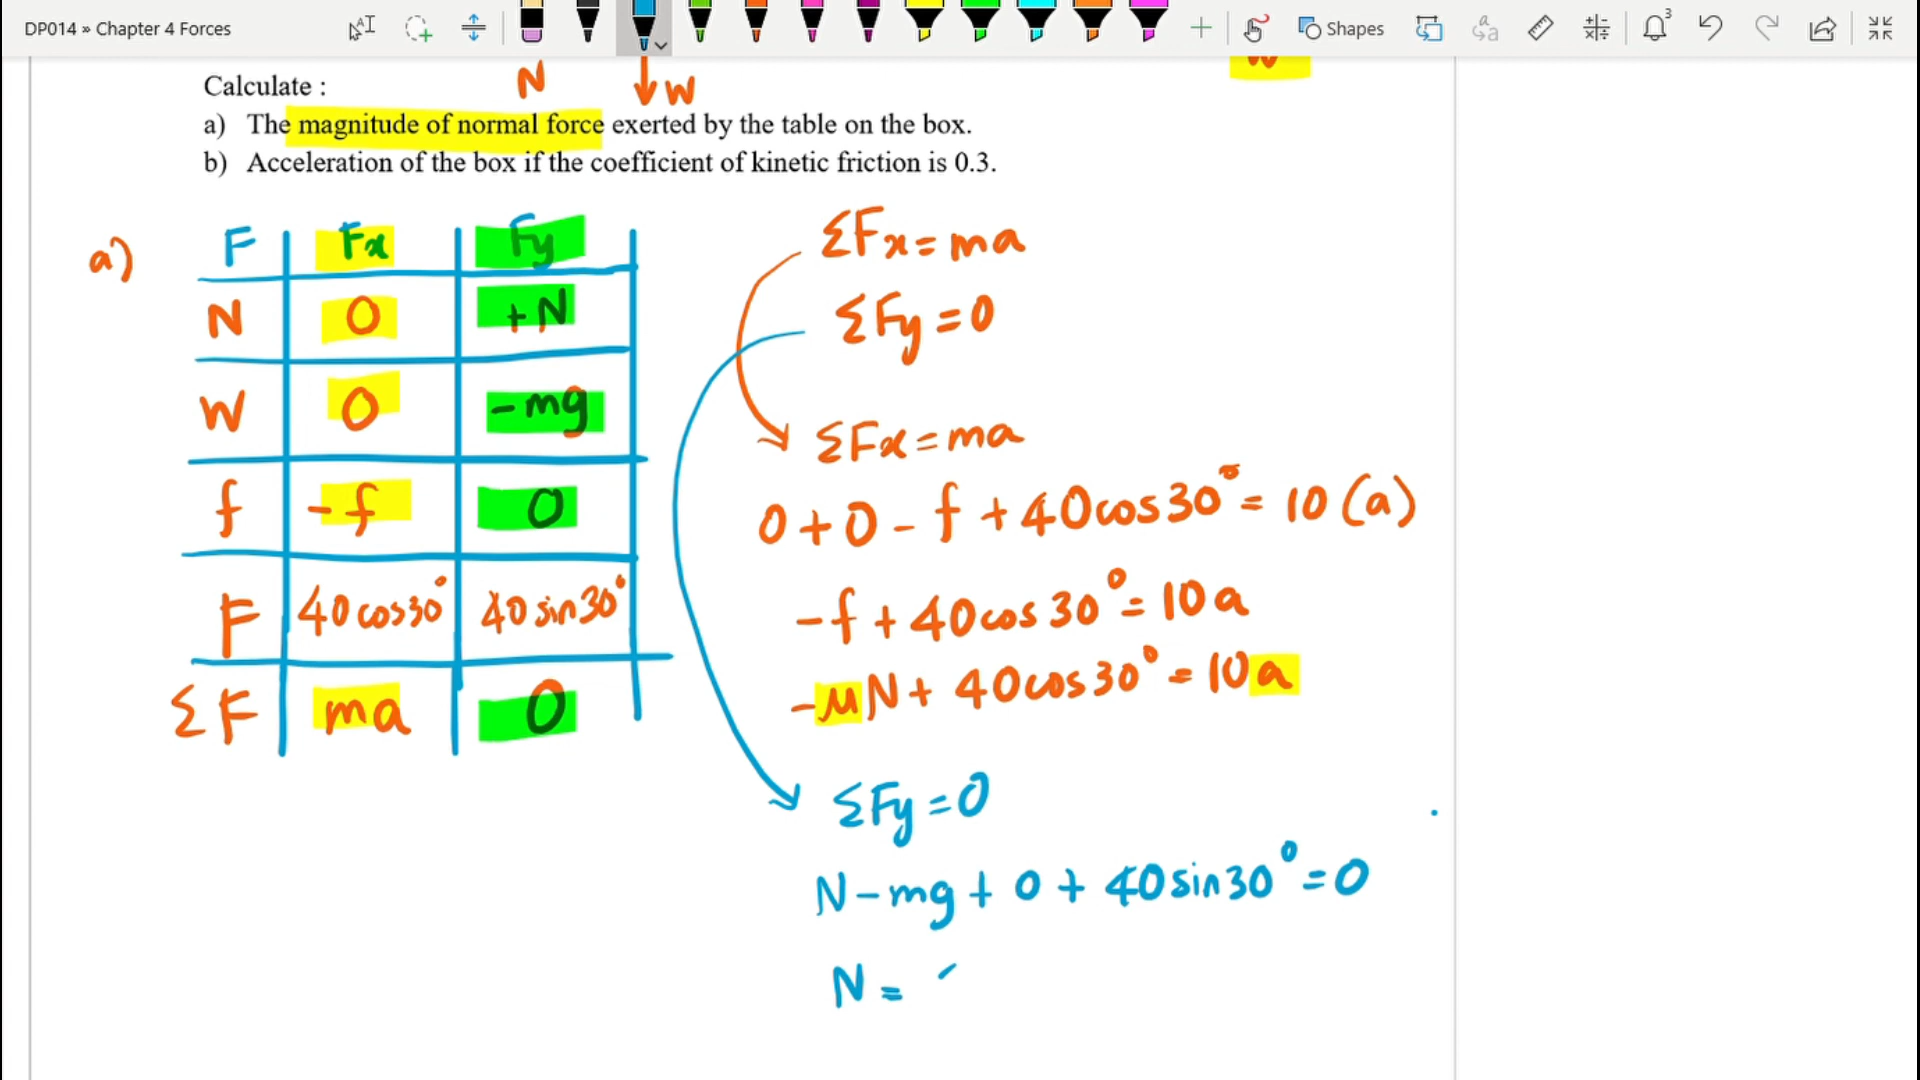 DP014 » Chapter 4 Forces
Shapes
3
N
W
Calculate :
a) The magnitude of normal force exerted by the table on the box.
b) Acceleration of the box if the coefficient of kinetic friction is 0.3.
a)
F Fx Fy
N 0 +N
W 0 -mg
f -f 0
F 40cos30° 40sin30°
ΣF ma 0
ΣFx = ma
ΣFy = 0
ΣFx = ma
0 + 0 - f + 40cos30° = 10(a)
-f + 40cos30° = 10a
-μN + 40cos30° = 10a
ΣFy = 0
N - mg + 0 + 40sin30° = 0
N =